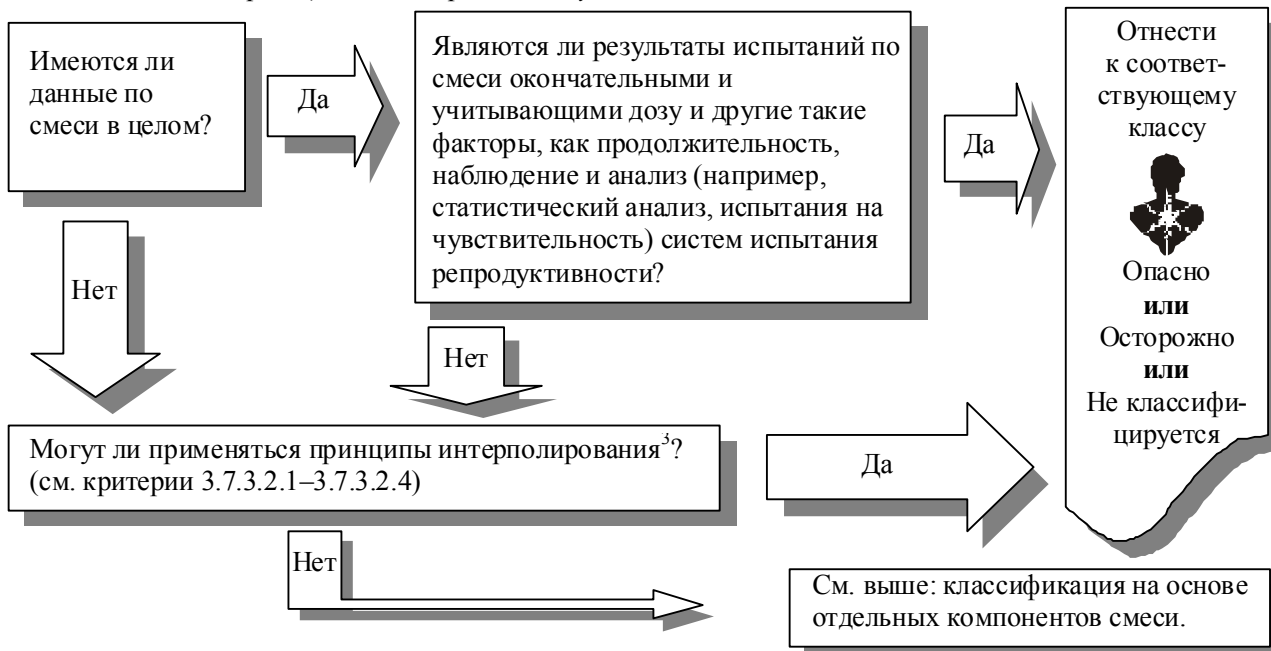 Имеются ли
данные по
смеси в целом?
Да
Являются ли результаты испытаний по
смеси окончательными и
учитывающими дозу и другие такие
факторы, как продолжительность,
наблюдение и анализ (например,
статистический анализ, испытания на
чувствительность) систем испытания
репродуктивности?
Да
Отнести
к соответ-
ствующему
классу
Опасно
или
Осторожно
или
Не классифи-
цируется
Нет
Нет
Могут ли применяться принципы интерполирования3?
(см. критерии 3.7.3.2.1–3.7.3.2.4)
Да
Нет
См. выше: классификация на основе
отдельных компонентов смеси.